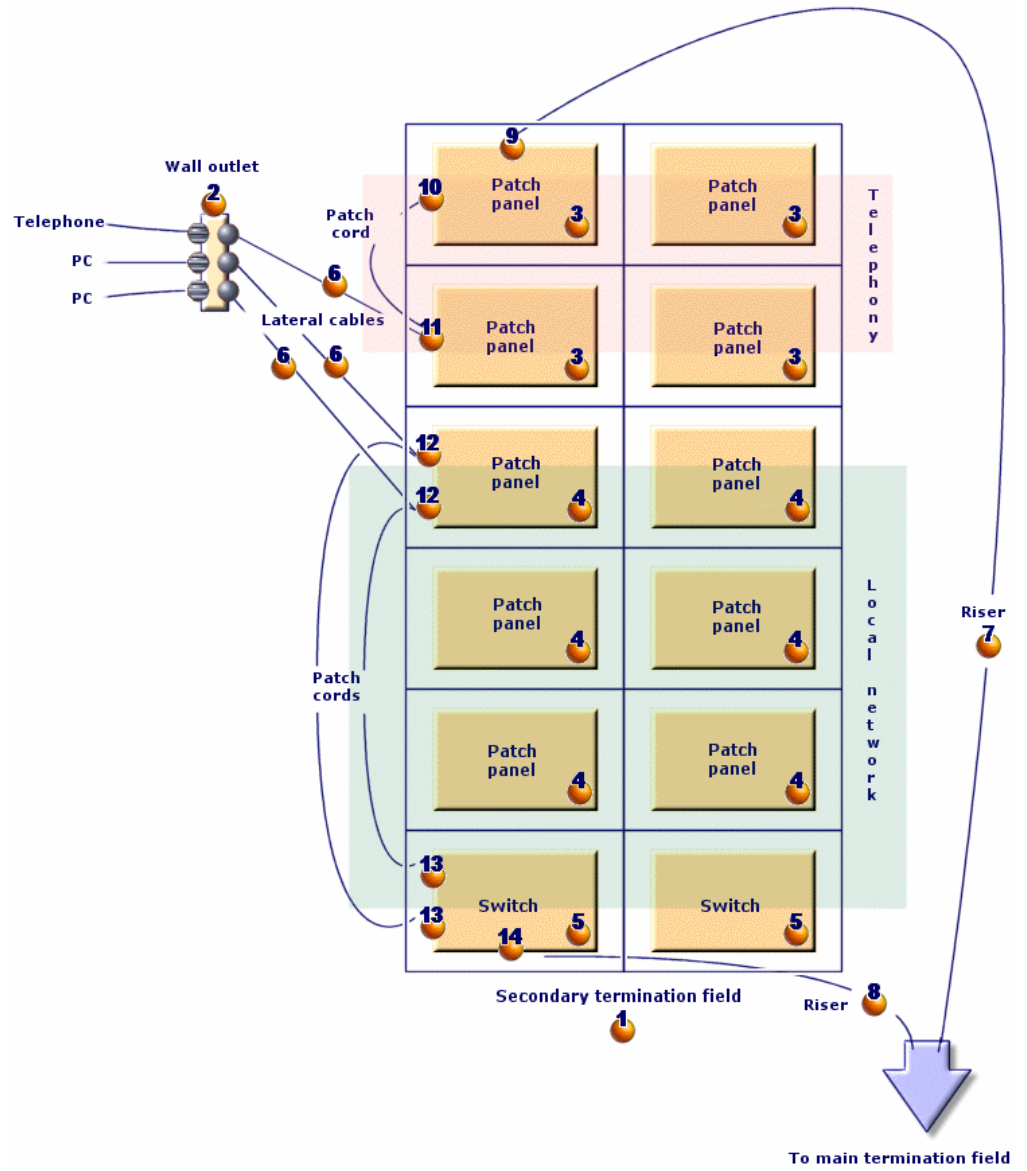 9
Wall outlet
2
10
Patch
panel
3
Patch
panel
3
Telephone
Patch
cord
PC
6
PC
Telephony
Lateral cables
11
Patch
panel
3
Patch
panel
3
6
6
12
12
Patch
panel
4
Patch
panel
4
Patch
panel
4
Patch
panel
4
Local network
Riser
7
Patch
cords
Patch
panel
4
Patch
panel
4
13
13
Switch
14
5
Switch
5
Secondary termination field
1
Riser
8
To main termination field